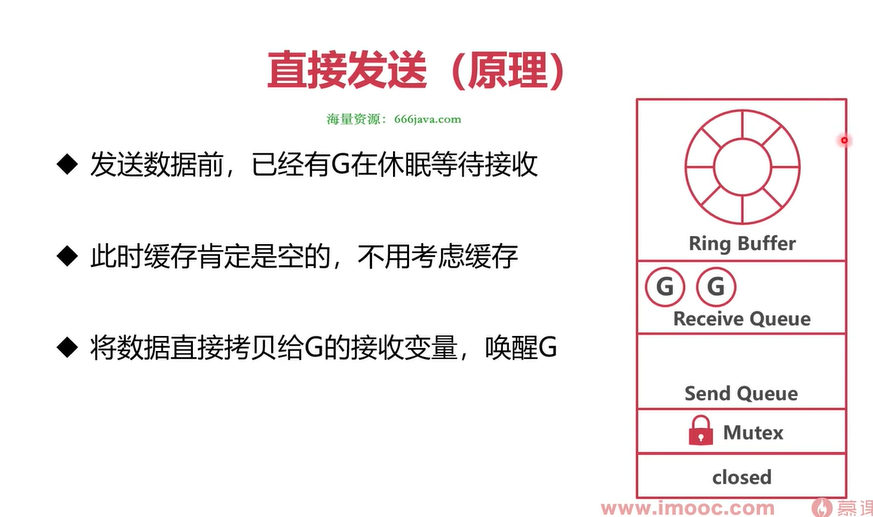 直接发送（原理）
海量资源：666java.com
◆ 发送数据前，已经有G在休眠等待接收
◆ 此时缓存肯定是空的，不用考虑缓存
◆ 将数据直接拷贝给G的接收变量，唤醒G
Ring Buffer
G G
Receive Queue
Send Queue
Mutex
closed
www.imooc.com 慕课